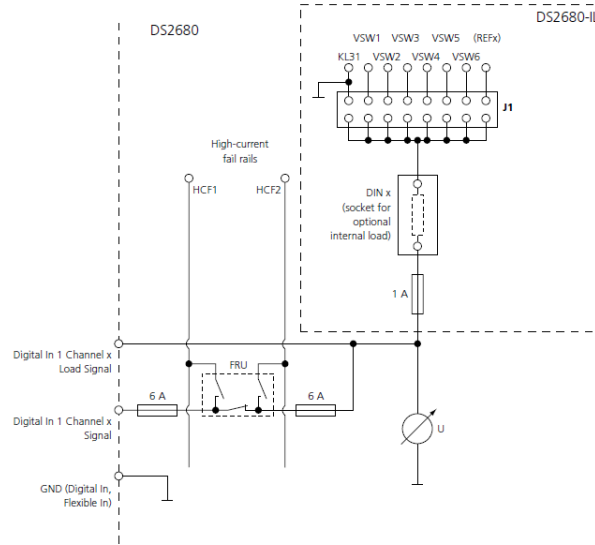 DS2680
DS2680-IL
VSW1 VSW3 VSW5 (REFx)
KL31 VSW2 VSW4 VSW6
J1
High-current
fail rails
HCF1
HCF2
DIN x
(socket for
optional
internal load)
1 A
Digital In 1 Channel x
Load Signal
FRU
6 A
6 A
Digital In 1 Channel x
Signal
U
GND (Digital In,
Flexible In)